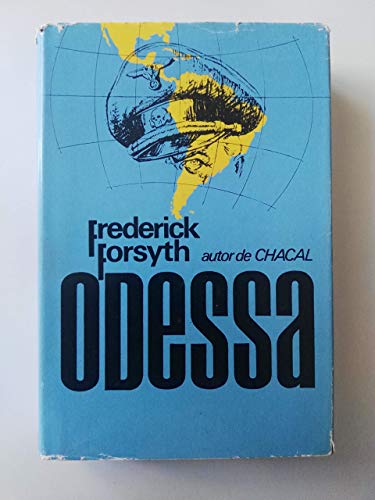 Frederick
Forsyth autor de CHACAL
ODESSA